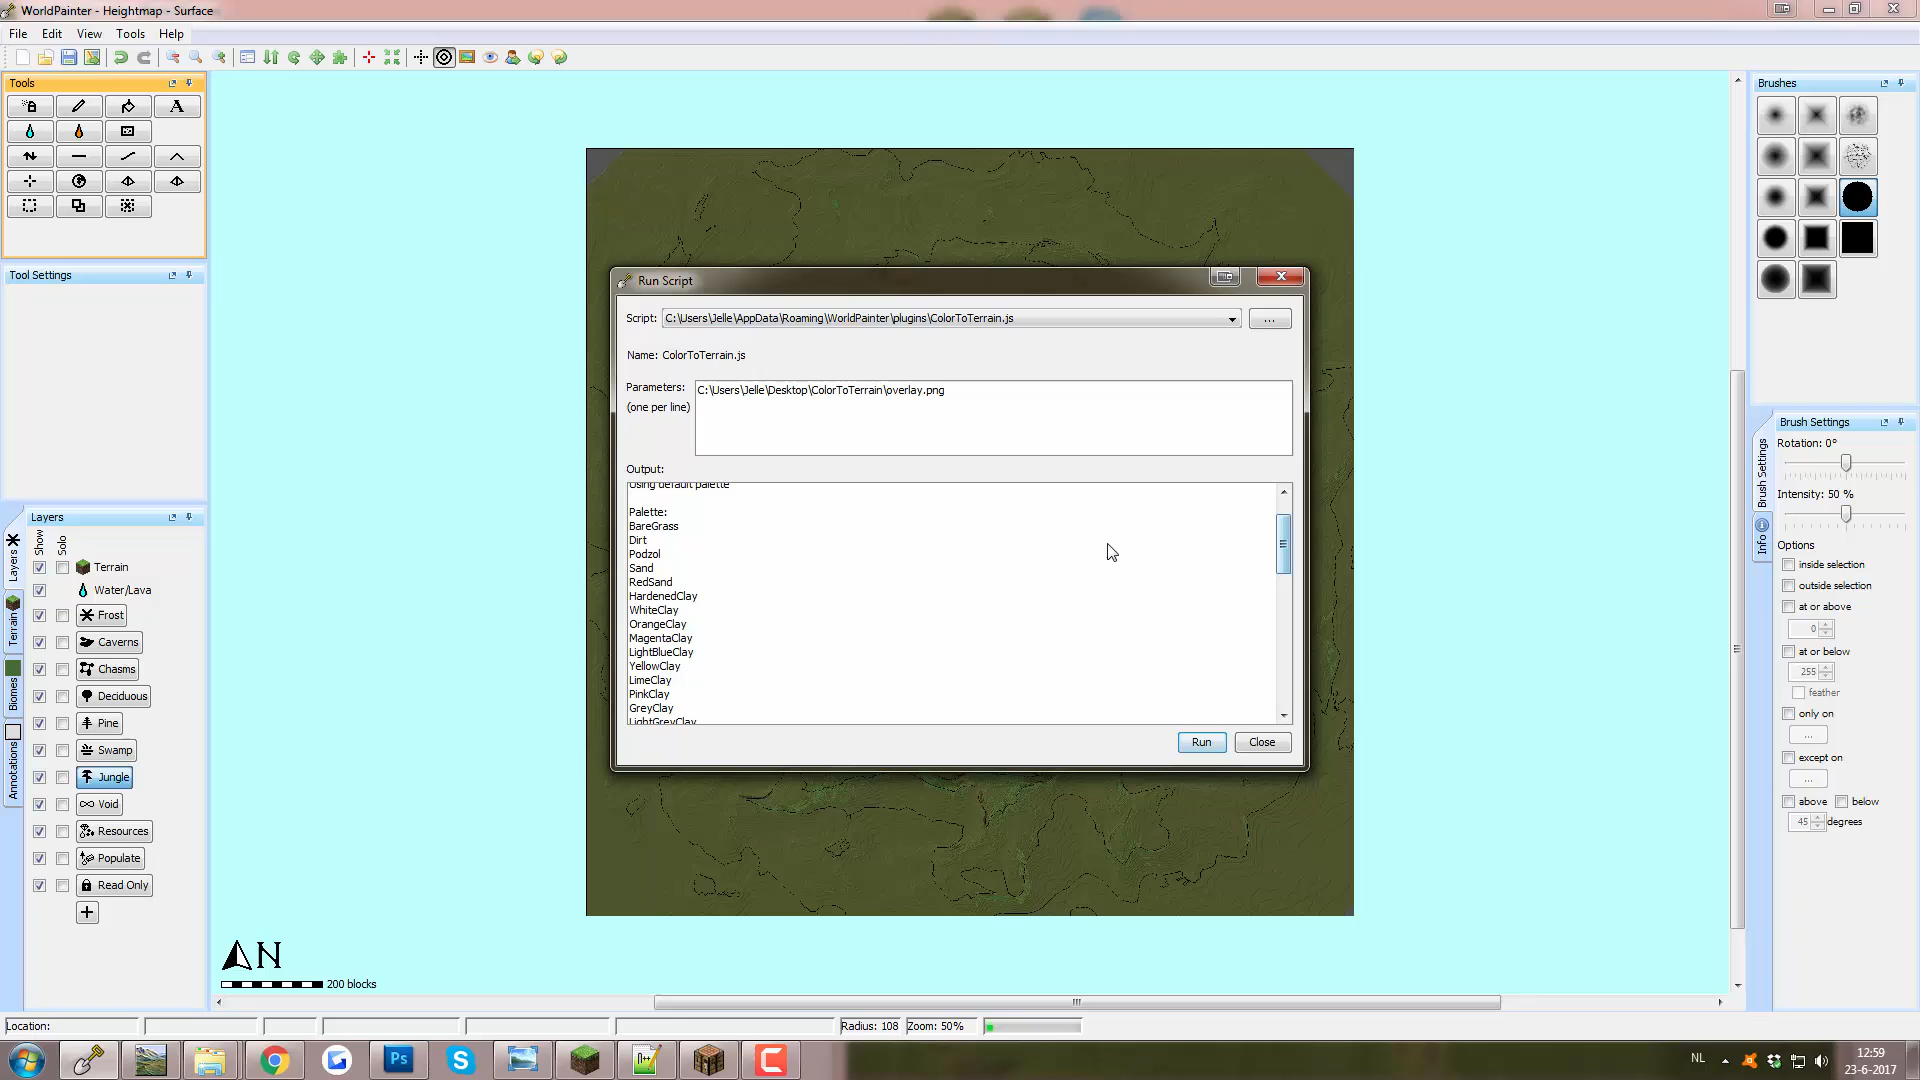 WorldPainter - Heightmap - Surface
File Edit View Tools Help
Tools
A
Tool Settings
Layers
Show
Solo
Layers
Terrain
Biomes
Annotations
Terrain
Water/Lava
Frost
Caverns
Chasms
Deciduous
Pine
Swamp
Jungle
Void
Resources
Populate
Read Only
Run Script
Script: C:\Users\Jelle\AppData\Roaming\WorldPainter\plugins\ColorToTerrain.js ...
Name: ColorToTerrain.js
Parameters: C:\Users\Jelle\Desktop\ColorToTerrain\overlay.png
(one per line)
Output:
Using default palette
Palette:
BareGrass
Dirt
Podzol
Sand
RedSand
HardenedClay
WhiteClay
OrangeClay
MagentaClay
LightBlueClay
YellowClay
LimeClay
PinkClay
GreyClay
LightGreyClay
Run Close
N
200 blocks
Brushes
Brush Settings
Info
Brush Settings
Rotation: 0°
Intensity: 50 %
Options
inside selection
outside selection
at or above
0
at or below
255
feather
only on
...
except on
...
above below
45 degrees
Location: Radius: 108 Zoom: 50%
Ps
S
n++
C
NL
12:59
23-6-2017